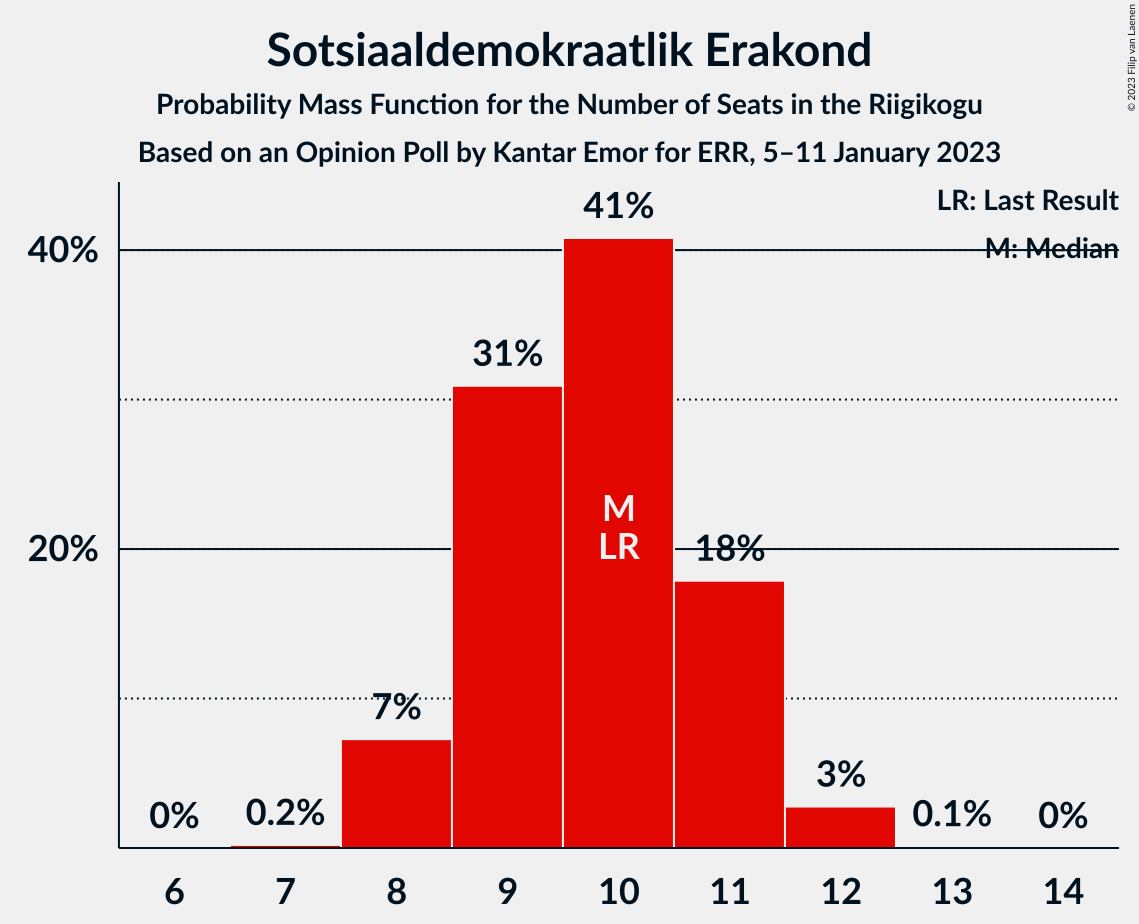 Sotsiaaldemokraatlik Erakond
Probability Mass Function for the Number of Seats in the Riigikogu
Based on an Opinion Poll by Kantar Emor for ERR, 5–11 January 2023
© 2023 Filip van Laenen
LR: Last Result
M: Median
40%
20%
0%
0.2%
7%
31%
41%
M
LR
18%
3%
0.1%
0%
6 7 8 9 10 11 12 13 14